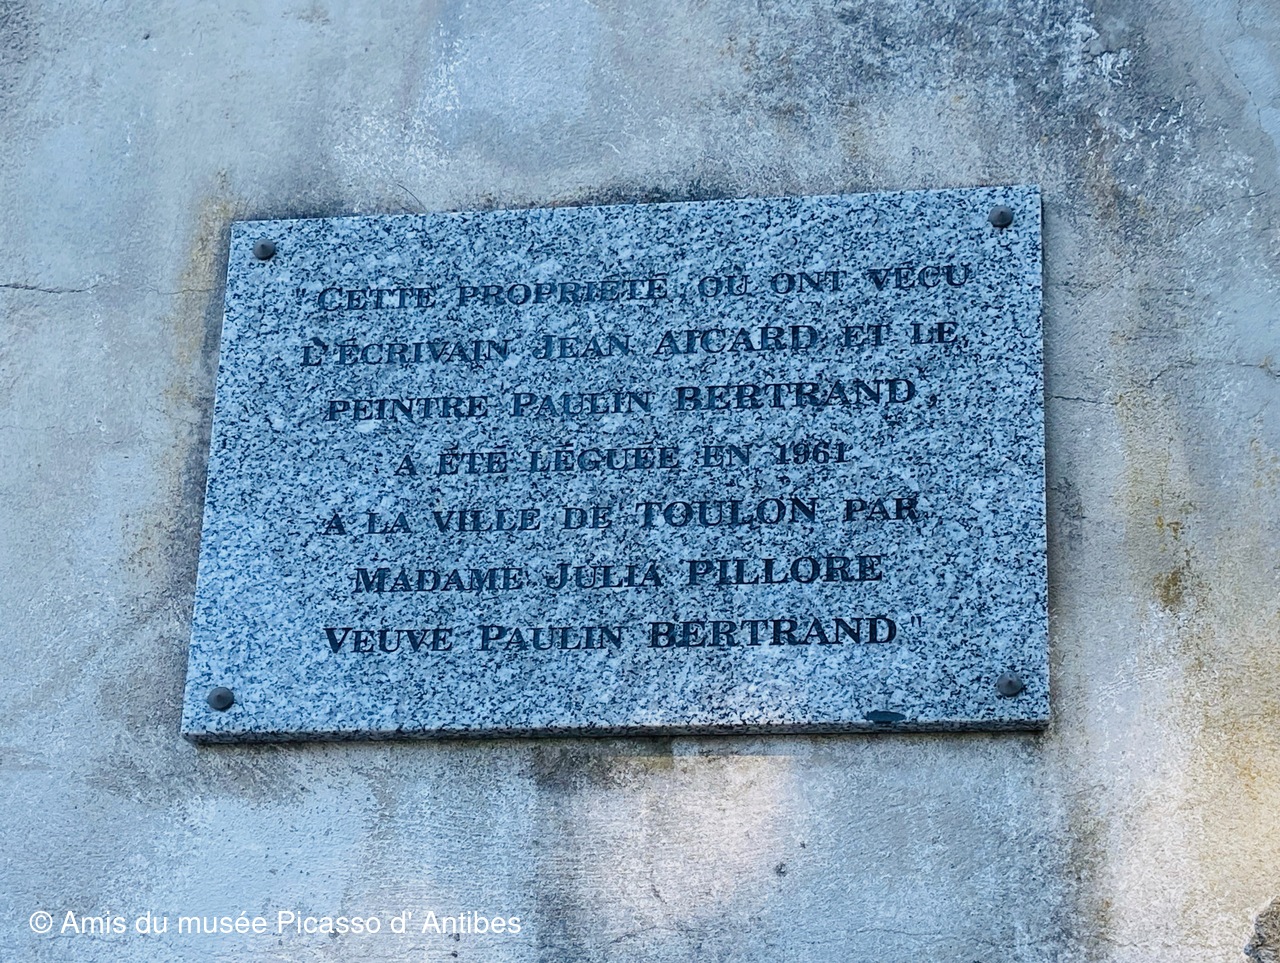 "CETTE PROPRIÉTÉ, OÙ ONT VÉCU
L'ÉCRIVAIN JEAN AICARD ET LE
PEINTRE PAULIN BERTRAND,
A ÉTÉ LÉGUÉE EN 1961
A LA VILLE DE TOULON PAR
MADAME JULIA PILLORE
VEUVE PAULIN BERTRAND"
© Amis du musée Picasso d' Antibes